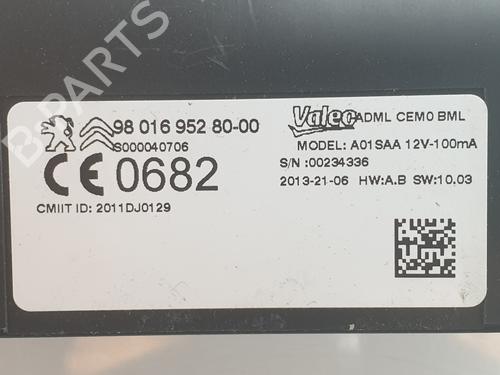 B-PARTS
98 016 952 80-00
S000040706
CE 0682
CMIIT ID: 2011DJ0129
Valeo ADML CEM0 BML
MODEL: A01SAA 12V-100mA
S/N :00234336
2013-21-06 HW:A.B SW:10.03